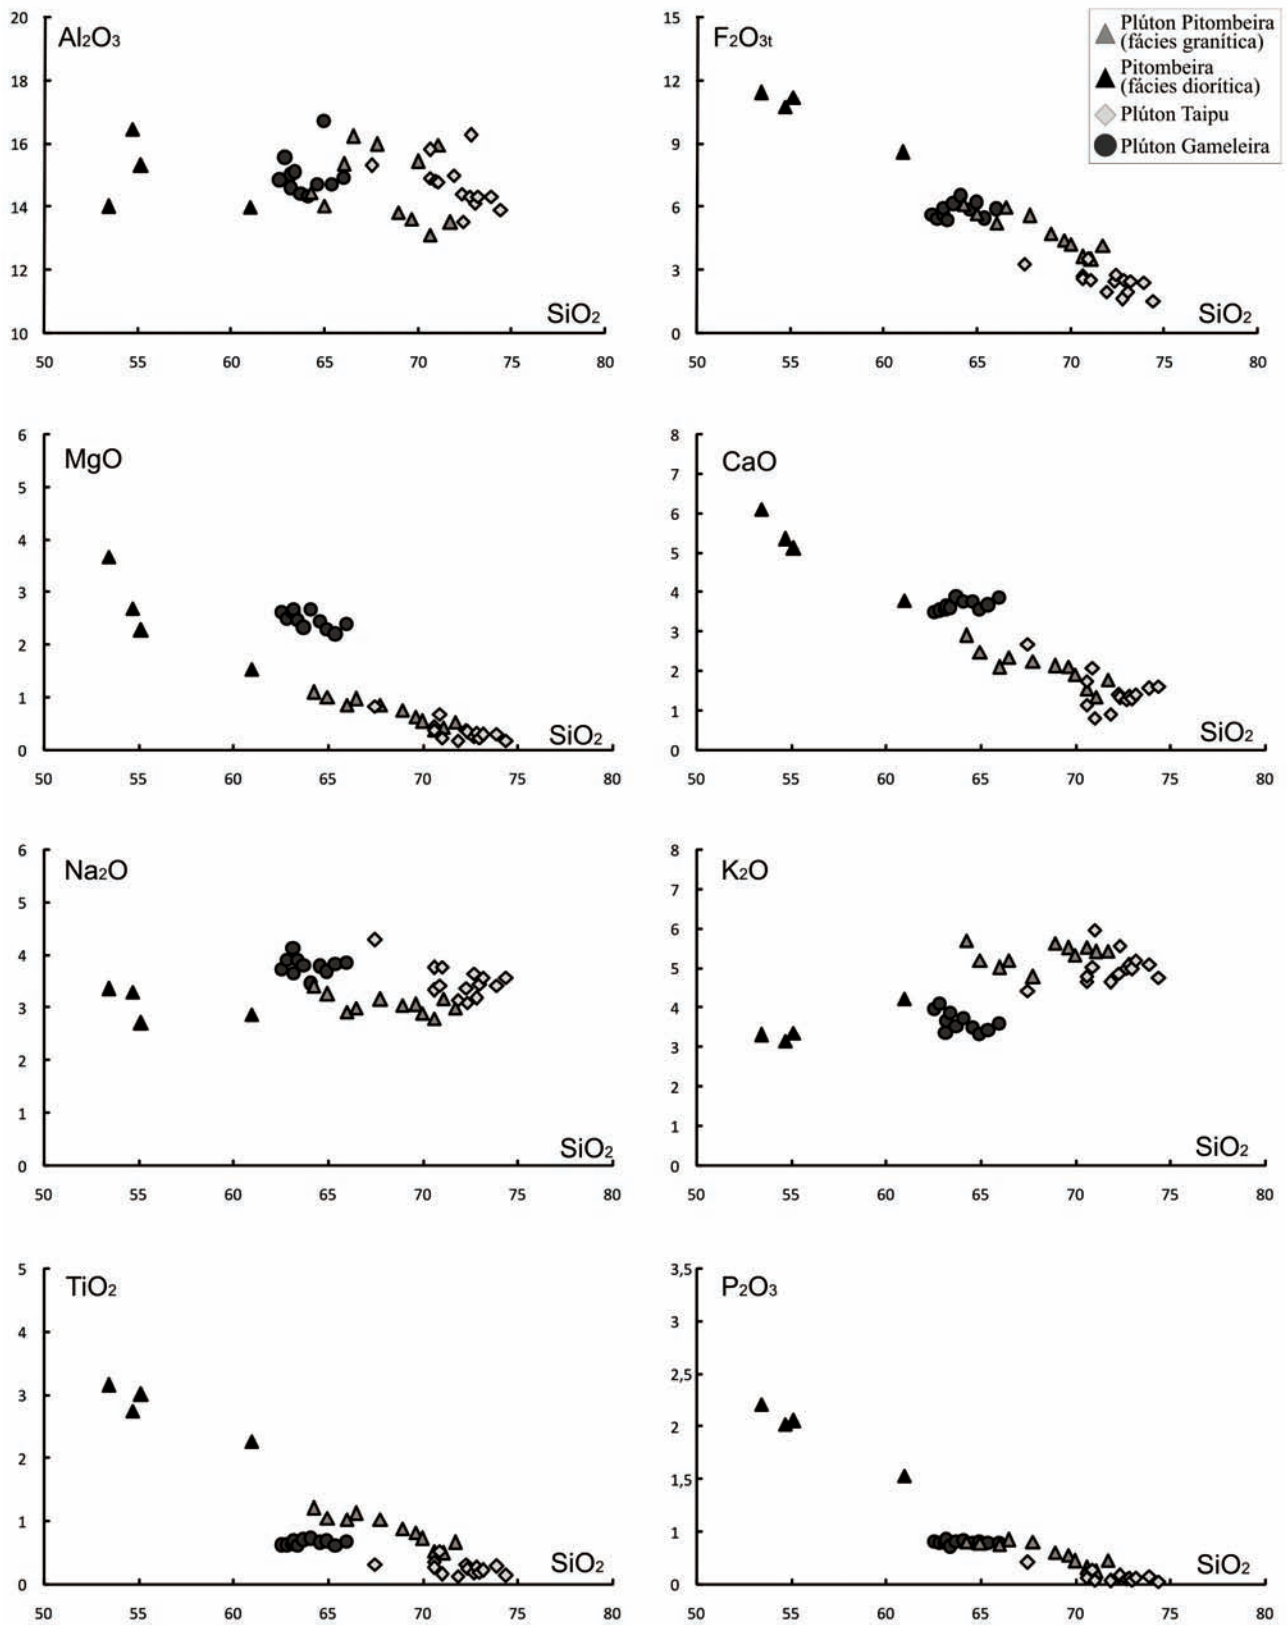 Al₂O₃
20
18
16
14
12
10
SiO₂
50 55 60 65 70 75 80
F₂O₃t
15
12
9
6
3
0
SiO₂
50 55 60 65 70 75 80
Plúton Pitombeira
(fácies granítica)
Pitombeira
(fácies diorítica)
Plúton Taipu
Plúton Gameleira
MgO
6
5
4
3
2
1
0
SiO₂
50 55 60 65 70 75 80
CaO
8
7
6
5
4
3
2
1
0
SiO₂
50 55 60 65 70 75 80
Na₂O
6
5
4
3
2
1
0
SiO₂
50 55 60 65 70 75 80
K₂O
8
7
6
5
4
3
2
1
0
SiO₂
50 55 60 65 70 75 80
TiO₂
5
4
3
2
1
0
SiO₂
50 55 60 65 70 75 80
P₂O₃
3,5
3
2,5
2
1,5
1
0
SiO₂
50 55 60 65 70 75 80